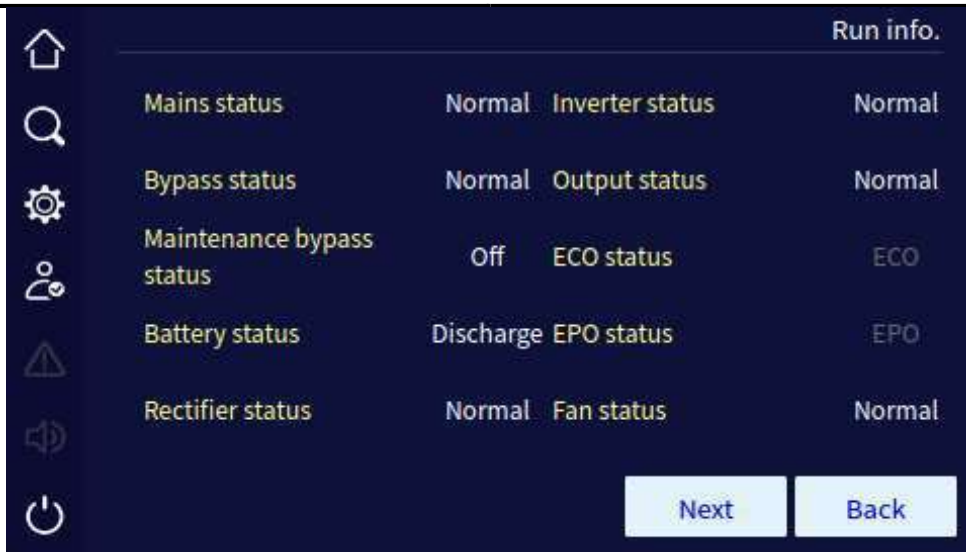 Run info.
Mains status Normal Inverter status Normal
Bypass status Normal Output status Normal
Maintenance bypass
status Off ECO status ECO
Battery status Discharge EPO status EPO
Rectifier status Normal Fan status Normal
Next Back